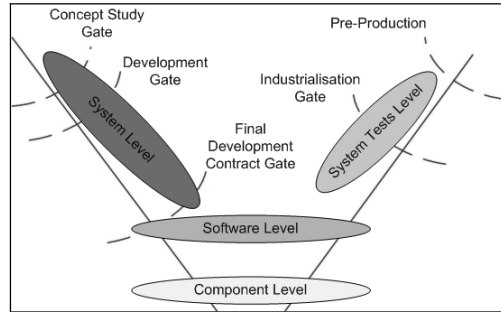 Concept Study
Gate
Development
Gate
System Level
Final
Development
Contract Gate
Pre-Production
Industrialisation
Gate
System Tests Level
Software Level
Component Level